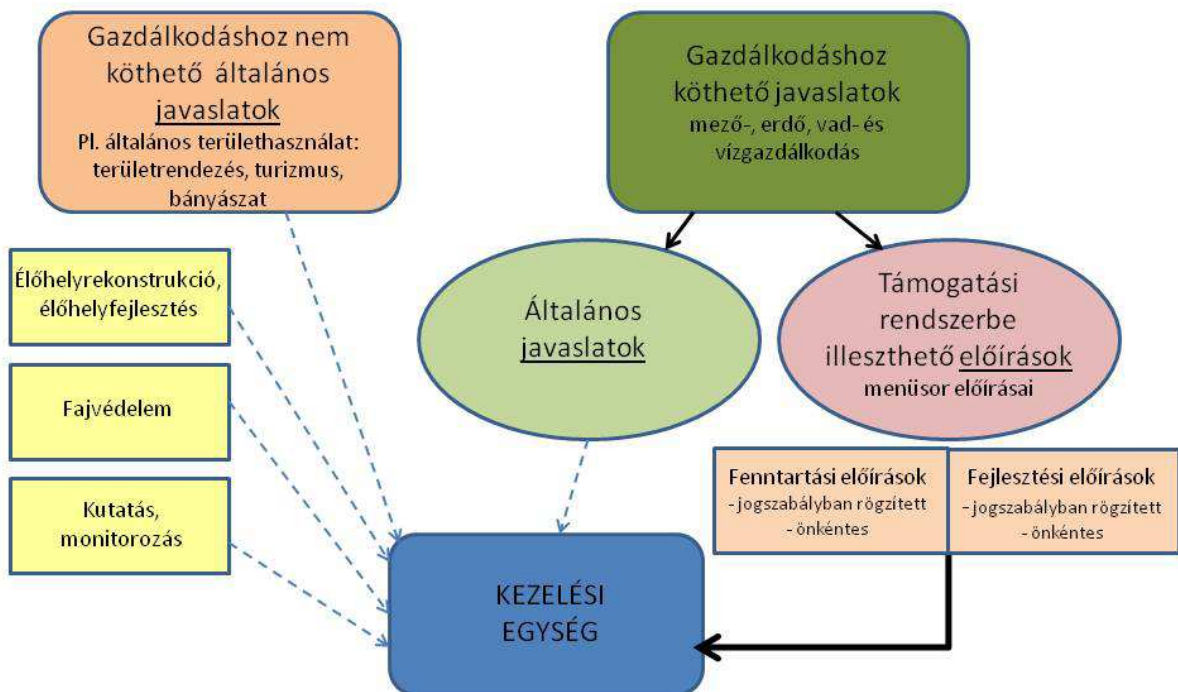 Gazdálkodáshoz nem
köthető általános
javaslatok
Pl. általános területhasználat:
területrendezés, turizmus,
bányászat
Gazdálkodáshoz
köthető javaslatok
mező-, erdő, vad- és
vízgazdálkodás
Élőhelyrekonstrukció,
élőhelyfejlesztés
Fajvédelem
Kutatás,
monitorozás
Általános
javaslatok
Támogatási
rendszerbe
illeszthető előírások
menüsor előírásai
Fenntartási előírások
- jogszabályban rögzített
- önkéntes
Fejlesztési előírások
- jogszabályban rögzített
- önkéntes
KEZELÉSI
EGYSÉG